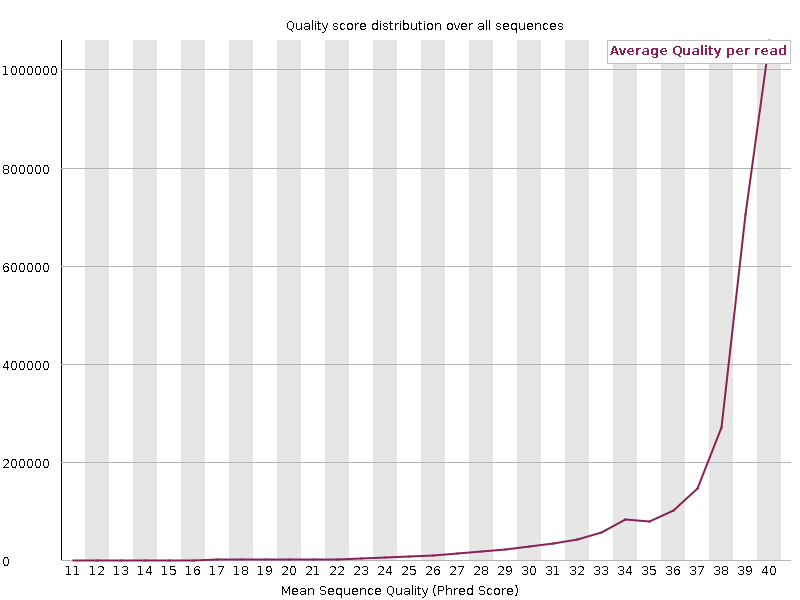 Quality score distribution over all sequences
Average Quality per read
1000000
800000
600000
400000
200000
0
11 12 13 14 15 16 17 18 19 20 21 22 23 24 25 26 27 28 29 30 31 32 33 34 35 36 37 38 39 40
Mean Sequence Quality (Phred Score)